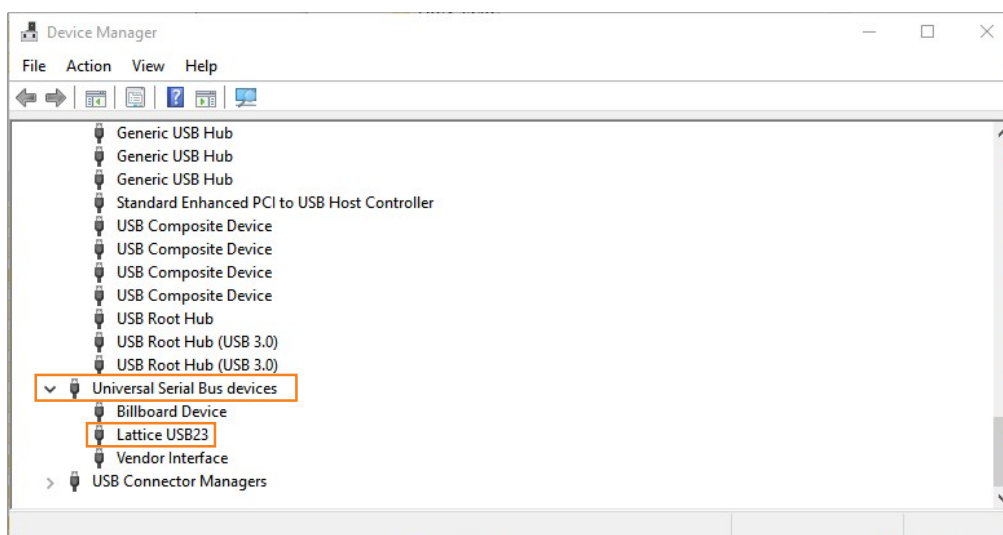 Device Manager
File Action View Help
Generic USB Hub
Generic USB Hub
Generic USB Hub
Standard Enhanced PCI to USB Host Controller
USB Composite Device
USB Composite Device
USB Composite Device
USB Composite Device
USB Root Hub
USB Root Hub (USB 3.0)
USB Root Hub (USB 3.0)
Universal Serial Bus devices
Billboard Device
Lattice USB23
Vendor Interface
USB Connector Managers